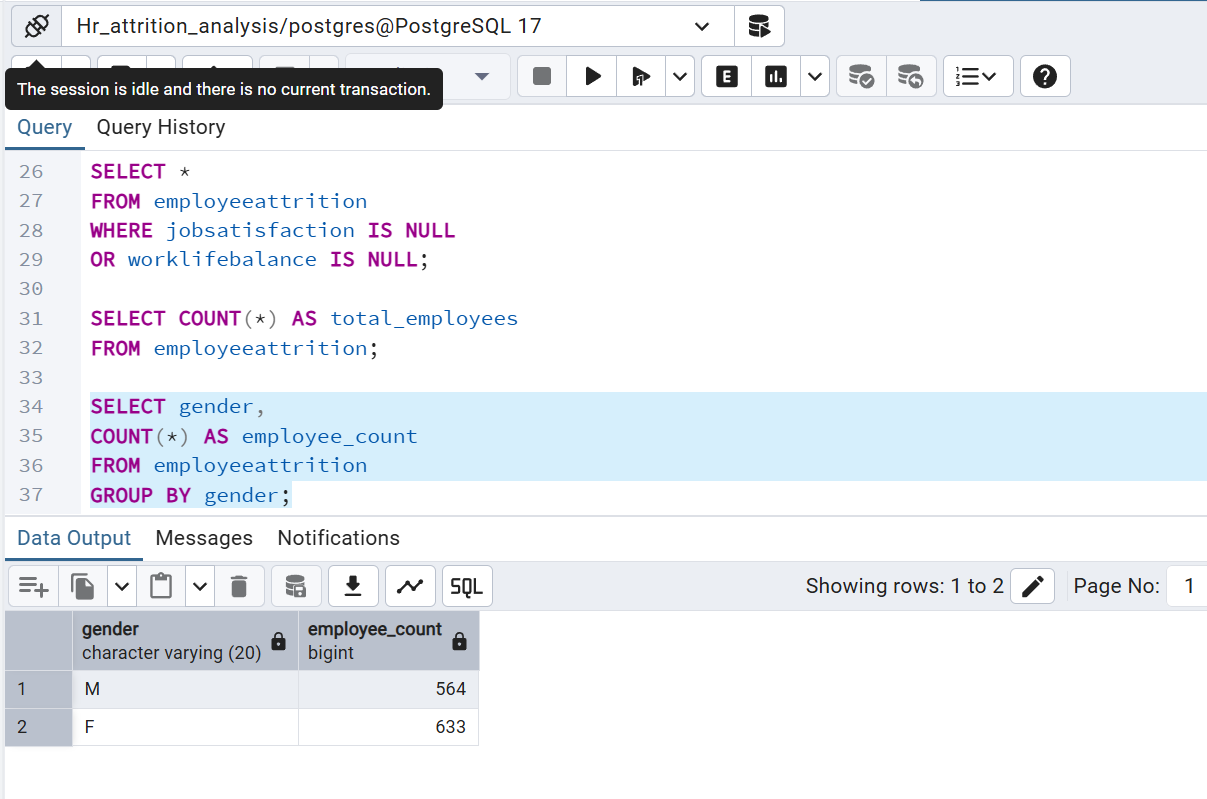 Hr_attrition_analysis/postgres@PostgreSQL 17
E
The session is idle and there is no current transaction.
Query Query History
26 SELECT *
27 FROM employeeattrition
28 WHERE jobsatisfaction IS NULL
29 OR worklifebalance IS NULL;
30
31 SELECT COUNT(*) AS total_employees
32 FROM employeeattrition;
33
34 SELECT gender,
35 COUNT(*) AS employee_count
36 FROM employeeattrition
37 GROUP BY gender;
Data Output Messages Notifications
SQL Showing rows: 1 to 2 Page No: 1
gender employee_count
character varying (20) bigint
1 M 564
2 F 633